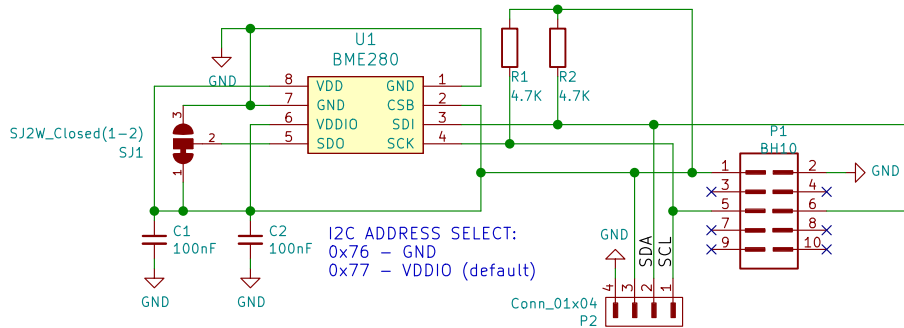 U1
BME280
GND
8 VDD GND 1
7 GND CSB 2
6 VDDIO SDI 3
5 SDO SCK 4
R1
4.7K
R2
4.7K
SJ2W_Closed(1-2)
SJ1
3
2
1
P1
BH10
1 2
3 4
5 6
7 8
9 10
GND
C1
100nF
C2
100nF
GND
GND
I2C ADDRESS SELECT:
0x76 - GND
0x77 - VDDIO (default)
GND
SDA
SCL
4 3 2 1
Conn_01x04
P2